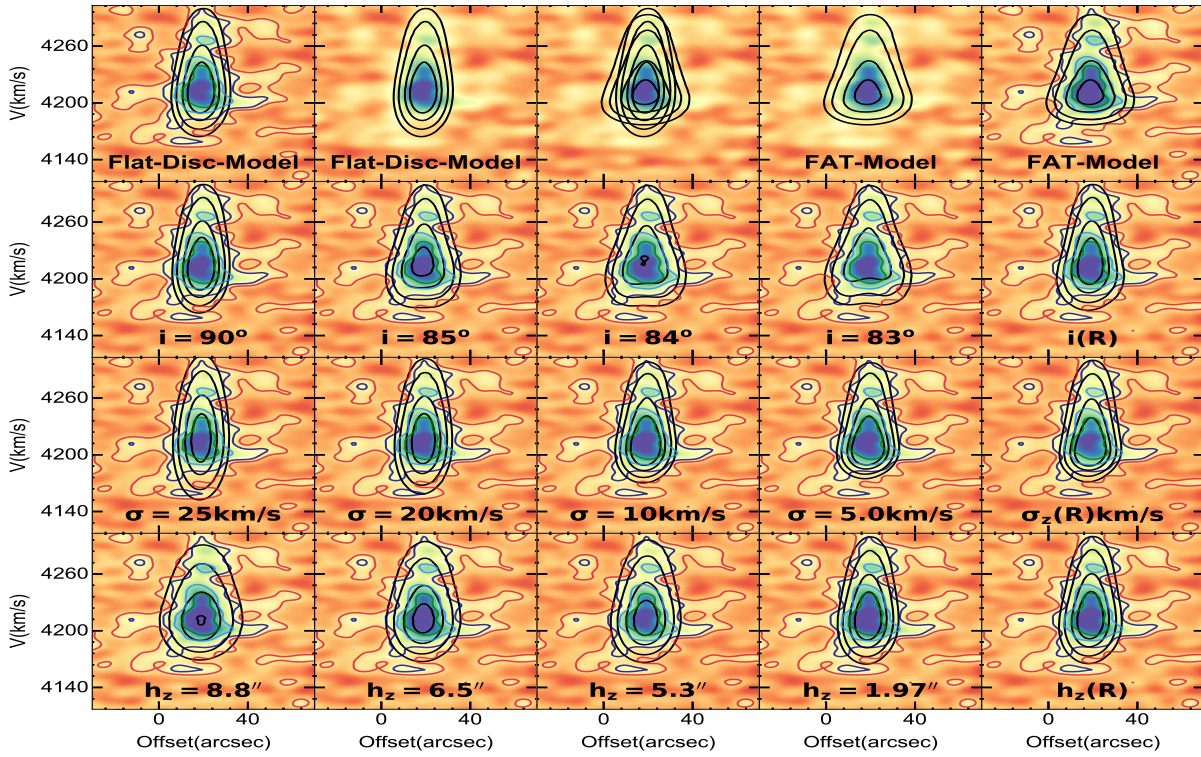 V(km/s)
4260
4200
4140
Flat-Disc-Model
Flat-Disc-Model
FAT-Model
FAT-Model
V(km/s)
4260
4200
4140
i = 90°
i = 85°
i = 84°
i = 83°
i(R)
V(km/s)
4260
4200
4140
σ = 25km/s
σ = 20km/s
σ = 10km/s
σ = 5.0km/s
σz(R)km/s
V(km/s)
4260
4200
4140
hz = 8.8″
hz = 6.5″
hz = 5.3″
hz = 1.97″
hz(R)
0 40 0 40 0 40 0 40 0 40
Offset(arcsec) Offset(arcsec) Offset(arcsec) Offset(arcsec) Offset(arcsec)